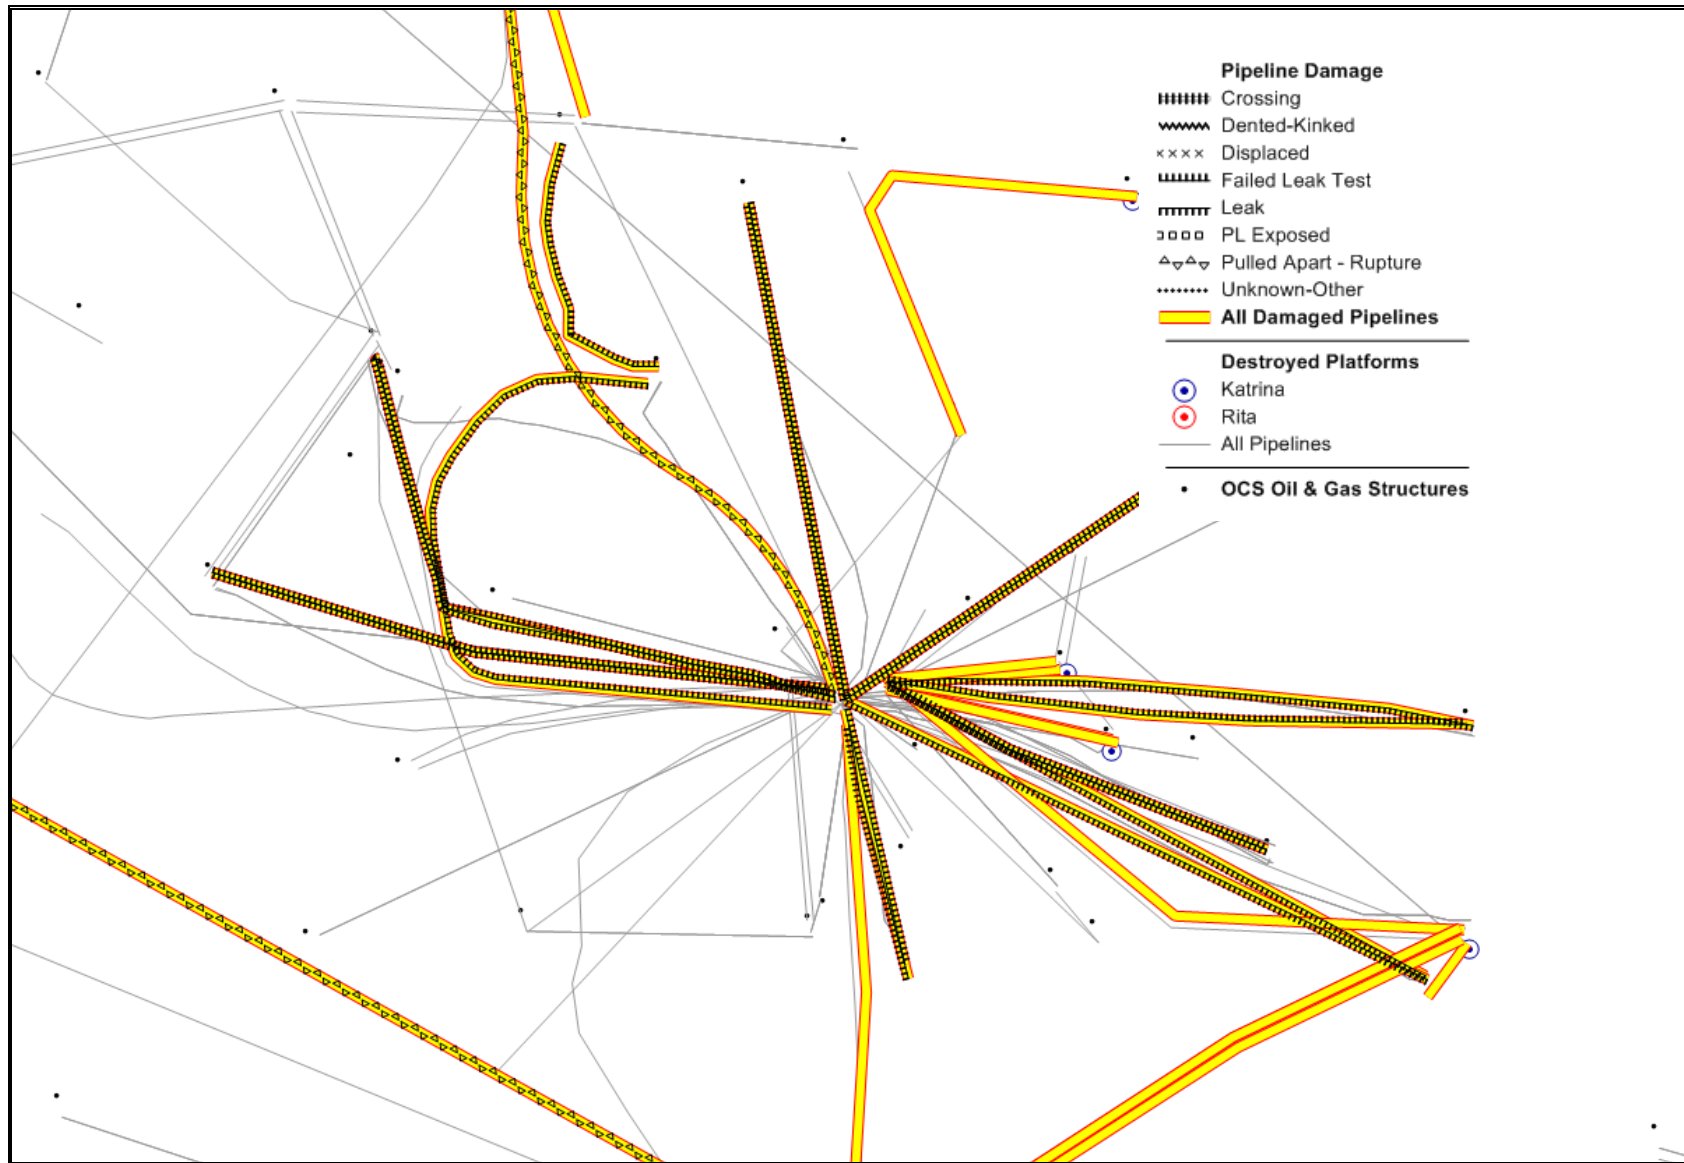 Pipeline Damage
Crossing
Dented-Kinked
Displaced
Failed Leak Test
Leak
PL Exposed
Pulled Apart - Rupture
Unknown-Other
All Damaged Pipelines
Destroyed Platforms
Katrina
Rita
All Pipelines
OCS Oil & Gas Structures